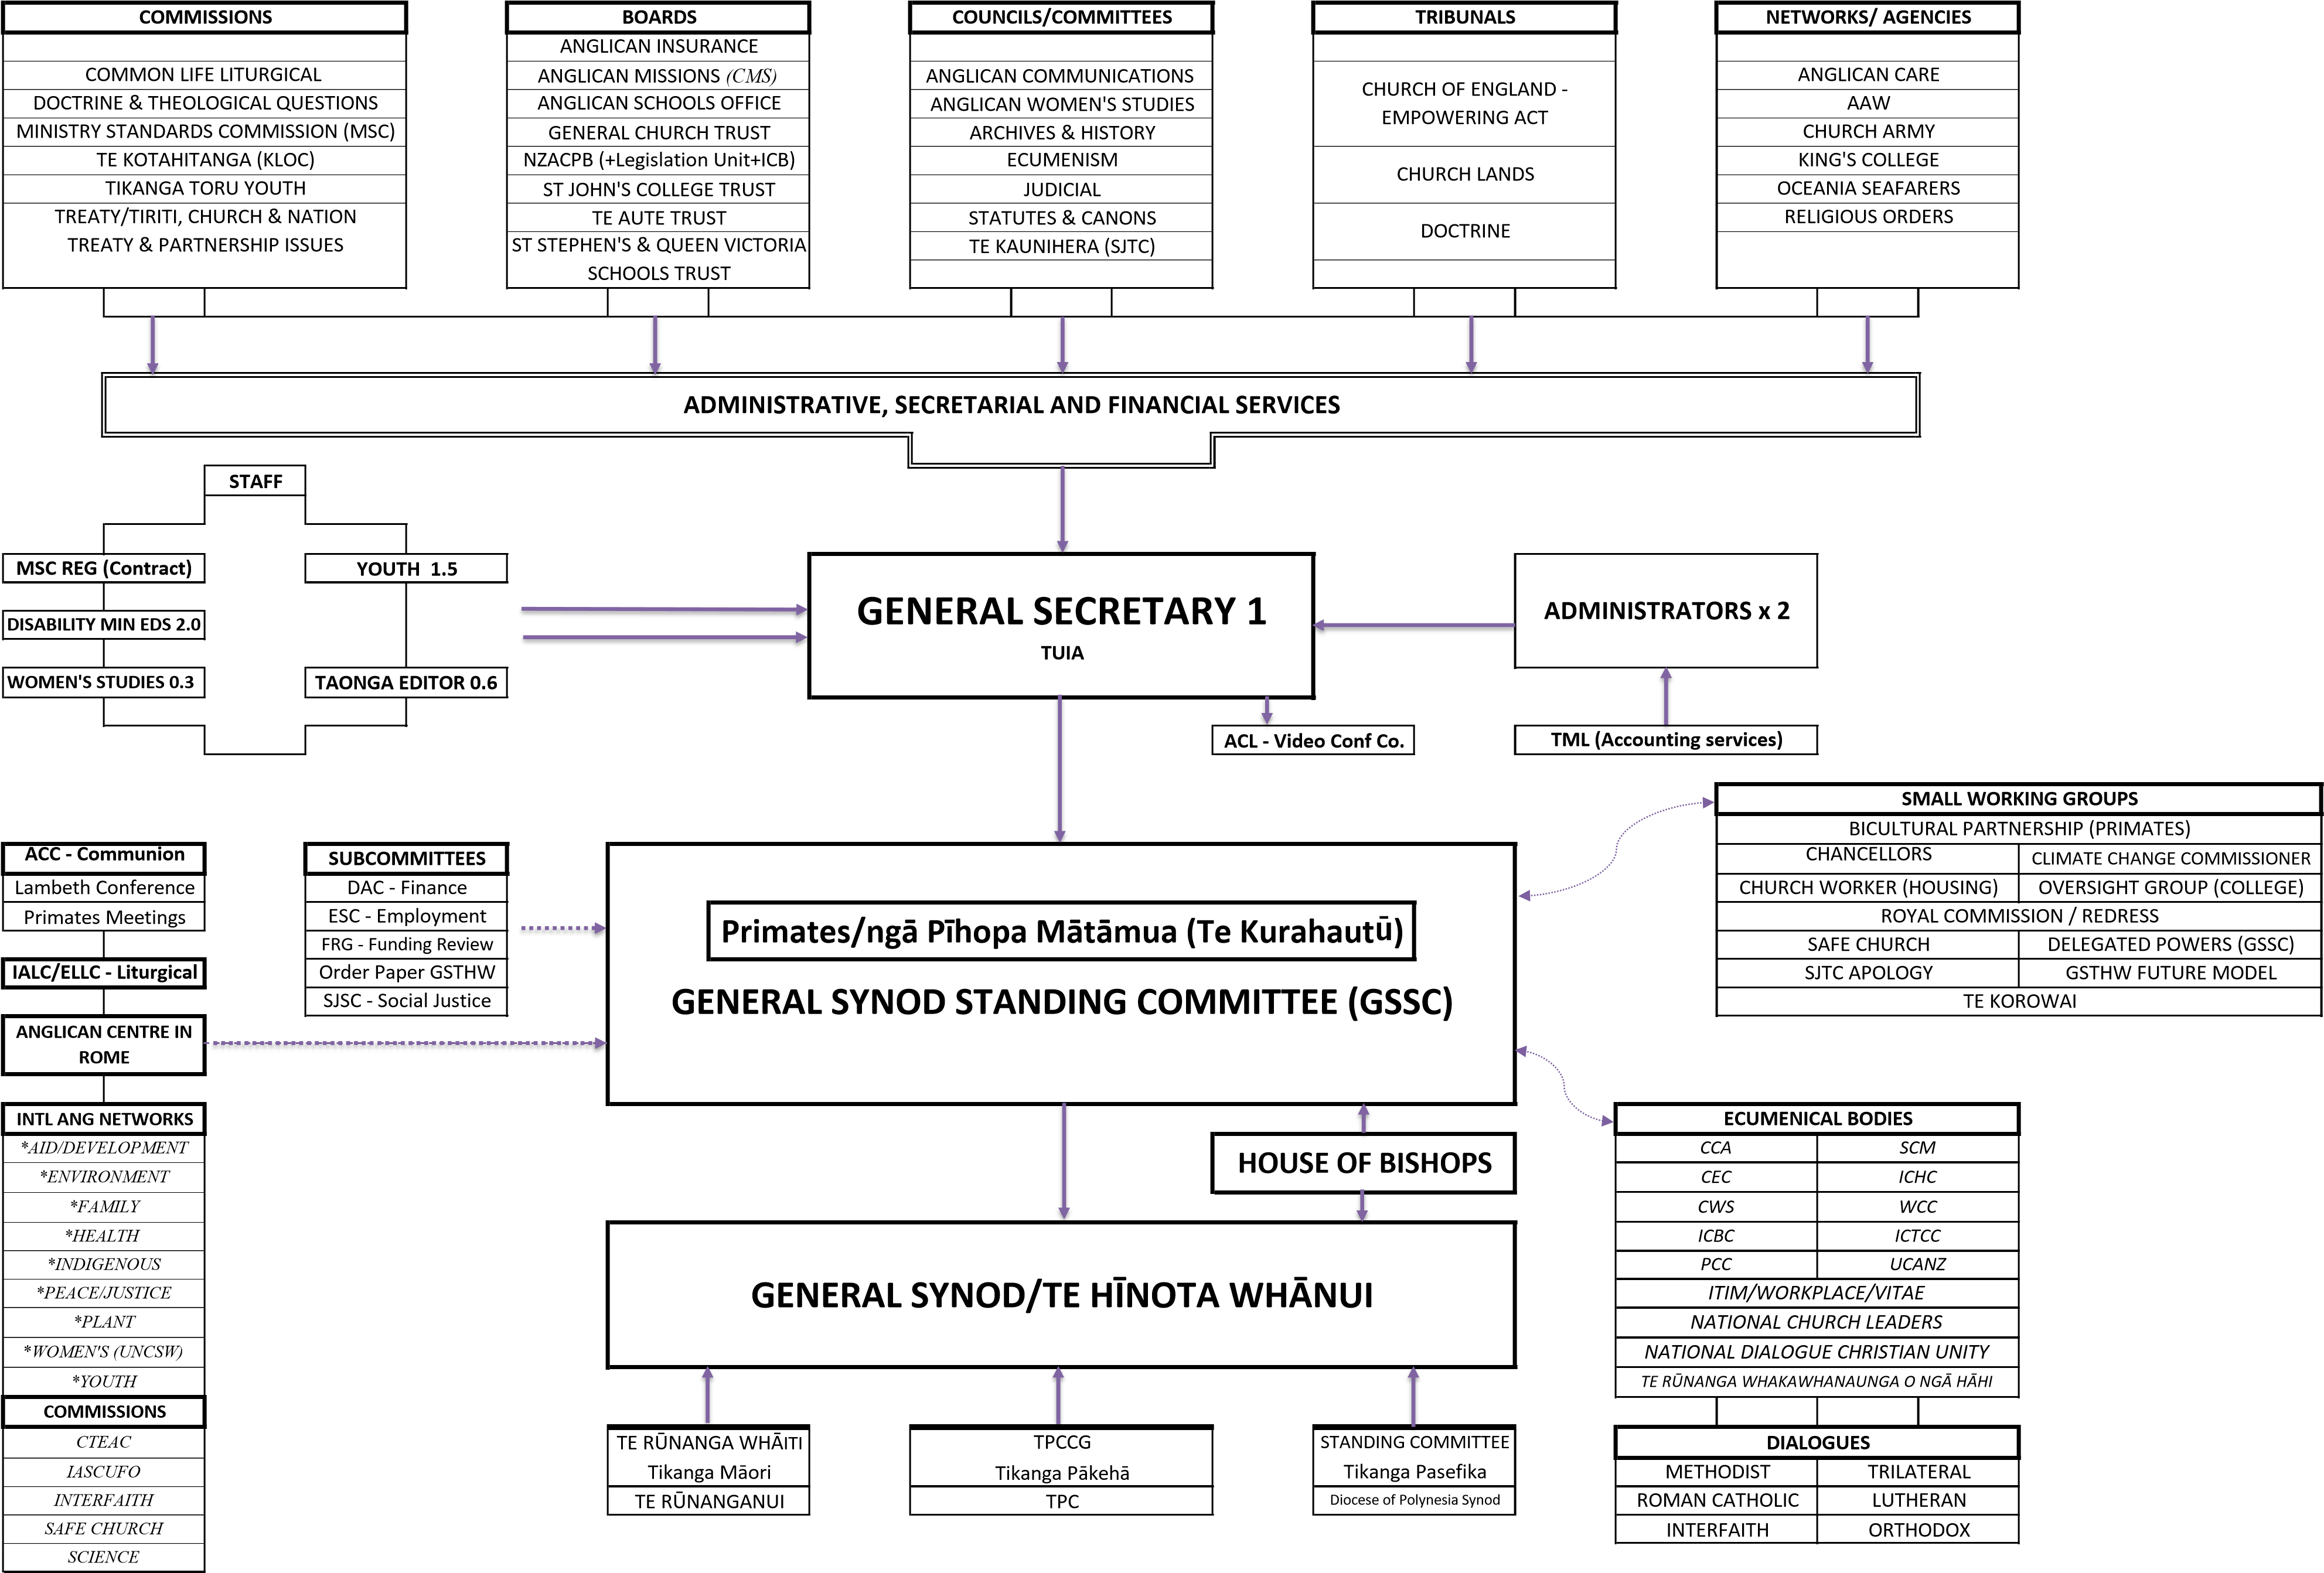 COMMISSIONS
COMMON LIFE LITURGICAL
DOCTRINE & THEOLOGICAL QUESTIONS
MINISTRY STANDARDS COMMISSION (MSC)
TE KOTAHITANGA (KLOC)
TIKANGA TORU YOUTH
TREATY/TIRITI, CHURCH & NATION
TREATY & PARTNERSHIP ISSUES
BOARDS
ANGLICAN INSURANCE
ANGLICAN MISSIONS (CMS)
ANGLICAN SCHOOLS OFFICE
GENERAL CHURCH TRUST
NZACPB (+Legislation Unit+ICB)
ST JOHN'S COLLEGE TRUST
TE AUTE TRUST
ST STEPHEN'S & QUEEN VICTORIA
SCHOOLS TRUST
COUNCILS/COMMITTEES
ANGLICAN COMMUNICATIONS
ANGLICAN WOMEN'S STUDIES
ARCHIVES & HISTORY
ECUMENISM
JUDICIAL
STATUTES & CANONS
TE KAUNIHERA (SJTC)
TRIBUNALS
CHURCH OF ENGLAND -
EMPOWERING ACT
CHURCH LANDS
DOCTRINE
NETWORKS/ AGENCIES
ANGLICAN CARE
AAW
CHURCH ARMY
KING'S COLLEGE
OCEANIA SEAFARERS
RELIGIOUS ORDERS
ADMINISTRATIVE, SECRETARIAL AND FINANCIAL SERVICES
STAFF
MSC REG (Contract)
DISABILITY MIN EDS 2.0
WOMEN'S STUDIES 0.3
YOUTH 1.5
TAONGA EDITOR 0.6
GENERAL SECRETARY 1
TUIA
ADMINISTRATORS x 2
ACL - Video Conf Co.
TML (Accounting services)
SMALL WORKING GROUPS
BICULTURAL PARTNERSHIP (PRIMATES)
CHANCELLORS
CLIMATE CHANGE COMMISSIONER
CHURCH WORKER (HOUSING)
OVERSIGHT GROUP (COLLEGE)
ROYAL COMMISSION / REDRESS
SAFE CHURCH
DELEGATED POWERS (GSSC)
SJTC APOLOGY
GSTHW FUTURE MODEL
TE KOROWAI
ACC - Communion
Lambeth Conference
Primates Meetings
IALC/ELLC - Liturgical
ANGLICAN CENTRE IN
ROME
SUBCOMMITTEES
DAC - Finance
ESC - Employment
FRG - Funding Review
Order Paper GSTHW
SJSC - Social Justice
Primates/ngā Pīhopa Mātāmua (Te Kurahautū)
GENERAL SYNOD STANDING COMMITTEE (GSSC)
INTL ANG NETWORKS
*AID/DEVELOPMENT
*ENVIRONMENT
*FAMILY
*HEALTH
*INDIGENOUS
*PEACE/JUSTICE
*PLANT
*WOMEN'S (UNCSW)
*YOUTH
COMMISSIONS
CTEAC
IASCUFO
INTERFAITH
SAFE CHURCH
SCIENCE
HOUSE OF BISHOPS
GENERAL SYNOD/TE HĪNOTA WHĀNUI
TE RŪNANGA WHĀITI
Tikanga Māori
TE RŪNANGANUI
TPCCG
Tikanga Pākehā
TPC
STANDING COMMITTEE
Tikanga Pasefika
Diocese of Polynesia Synod
ECUMENICAL BODIES
CCA
SCM
CEC
ICHC
CWS
WCC
ICBC
ICTCC
PCC
UCANZ
ITIM/WORKPLACE/VITAE
NATIONAL CHURCH LEADERS
NATIONAL DIALOGUE CHRISTIAN UNITY
TE RŪNANGA WHAKAWHANAUNGA O NGĀ HĀHI
DIALOGUES
METHODIST
TRILATERAL
ROMAN CATHOLIC
LUTHERAN
INTERFAITH
ORTHODOX